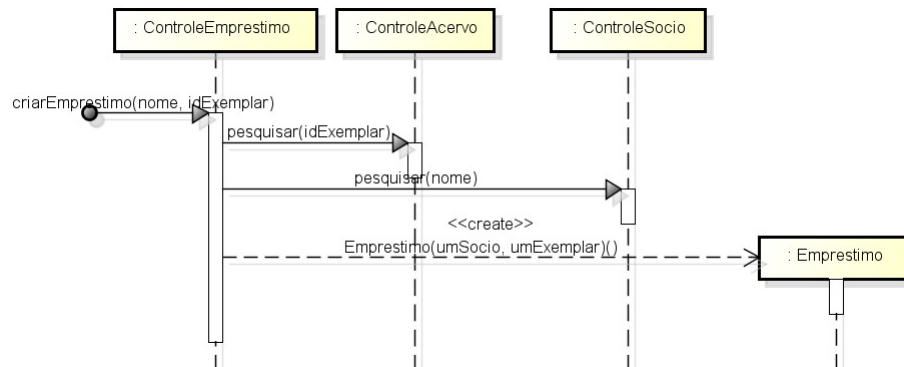 : ControleEmprestimo
: ControleAcervo
: ControleSocio
criarEmprestimo(nome, idExemplar)
pesquisar(idExemplar)
pesquisar(nome)
<<create>>
Emprestimo(umSocio, umExemplar)()
: Emprestimo